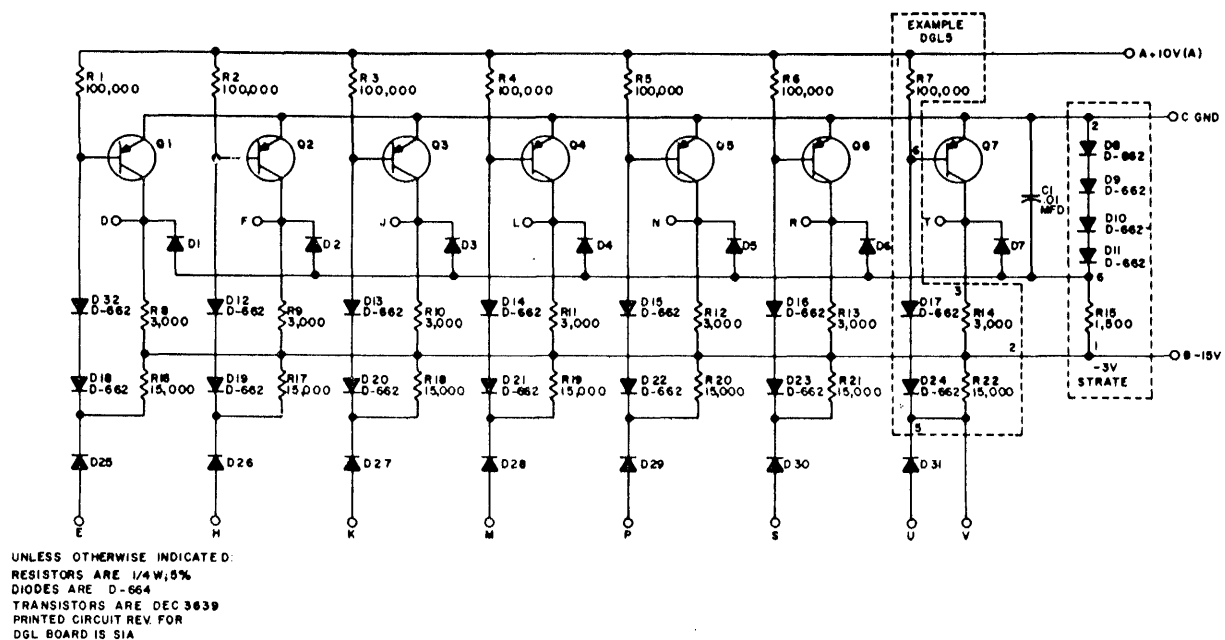 EXAMPLE
DGL5
A+10V(A)
1
R1
100,000
R2
100,000
R3
100,000
R4
100,000
R5
100,000
R6
100,000
R7
100,000
C GND
2
Q1
Q2
Q3
Q4
Q5
Q6
6
Q7
C1
.01
MFD
D8
D-662
D9
D-662
D10
D-662
D11
D-662
D
F
J
L
N
R
T
D1
D2
D3
D4
D5
D6
D7
6
3
D32
D-662
R8
3,000
D12
D-662
R9
3,000
D13
D-662
R10
3,000
D14
D-662
R11
3,000
D15
D-662
R12
3,000
D16
D-662
R13
3,000
D17
D-662
R14
3,000
R15
1,500
2
1
B-15V
-3V
STRATE
D18
D-662
R16
15,000
D19
D-662
R17
15,000
D20
D-662
R18
15,000
D21
D-662
R19
15,000
D22
D-662
R20
15,000
D23
D-662
R21
15,000
D24
D-662
R22
15,000
5
D25
D26
D27
D28
D29
D30
D31
E
H
K
M
P
S
U
V
UNLESS OTHERWISE INDICATED:
RESISTORS ARE 1/4W;5%
DIODES ARE D-664
TRANSISTORS ARE DEC 3639
PRINTED CIRCUIT REV. FOR
DGL BOARD IS S1A